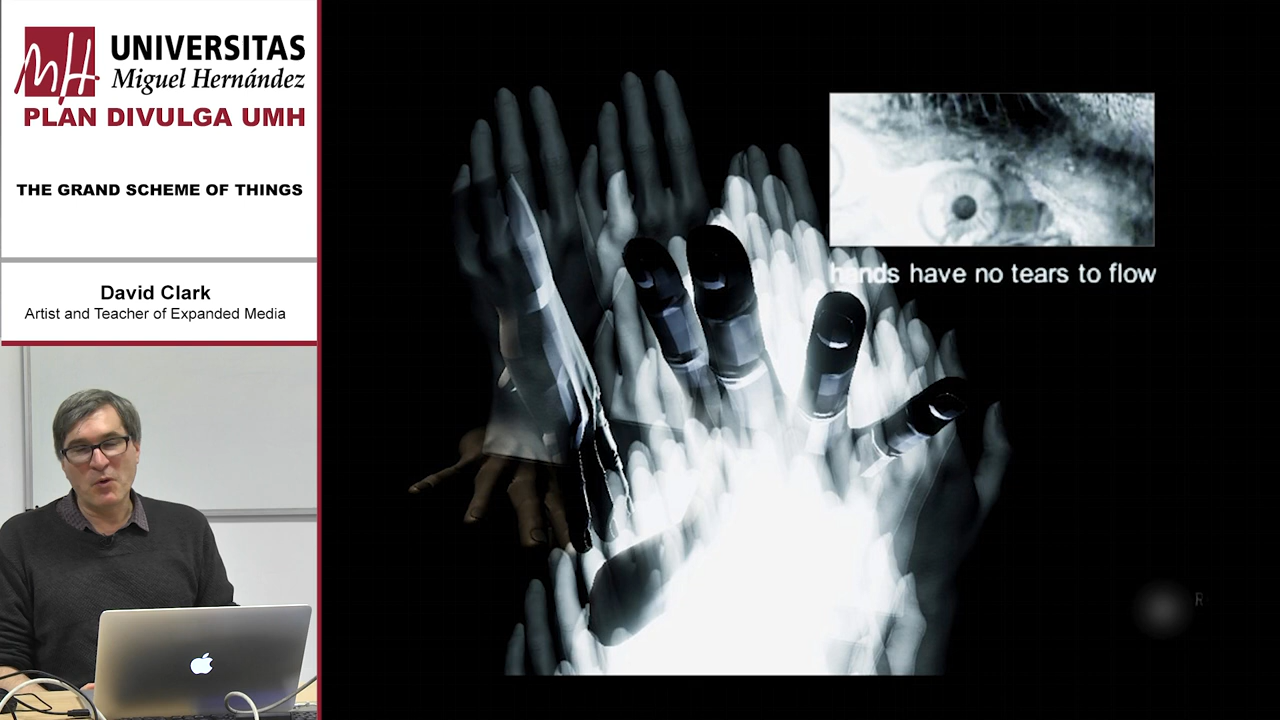 UNIVERSITAS
Miguel Hernández
PLAN DIVULGA UMH
THE GRAND SCHEME OF THINGS
David Clark
Artist and Teacher of Expanded Media
hands have no tears to flow
R